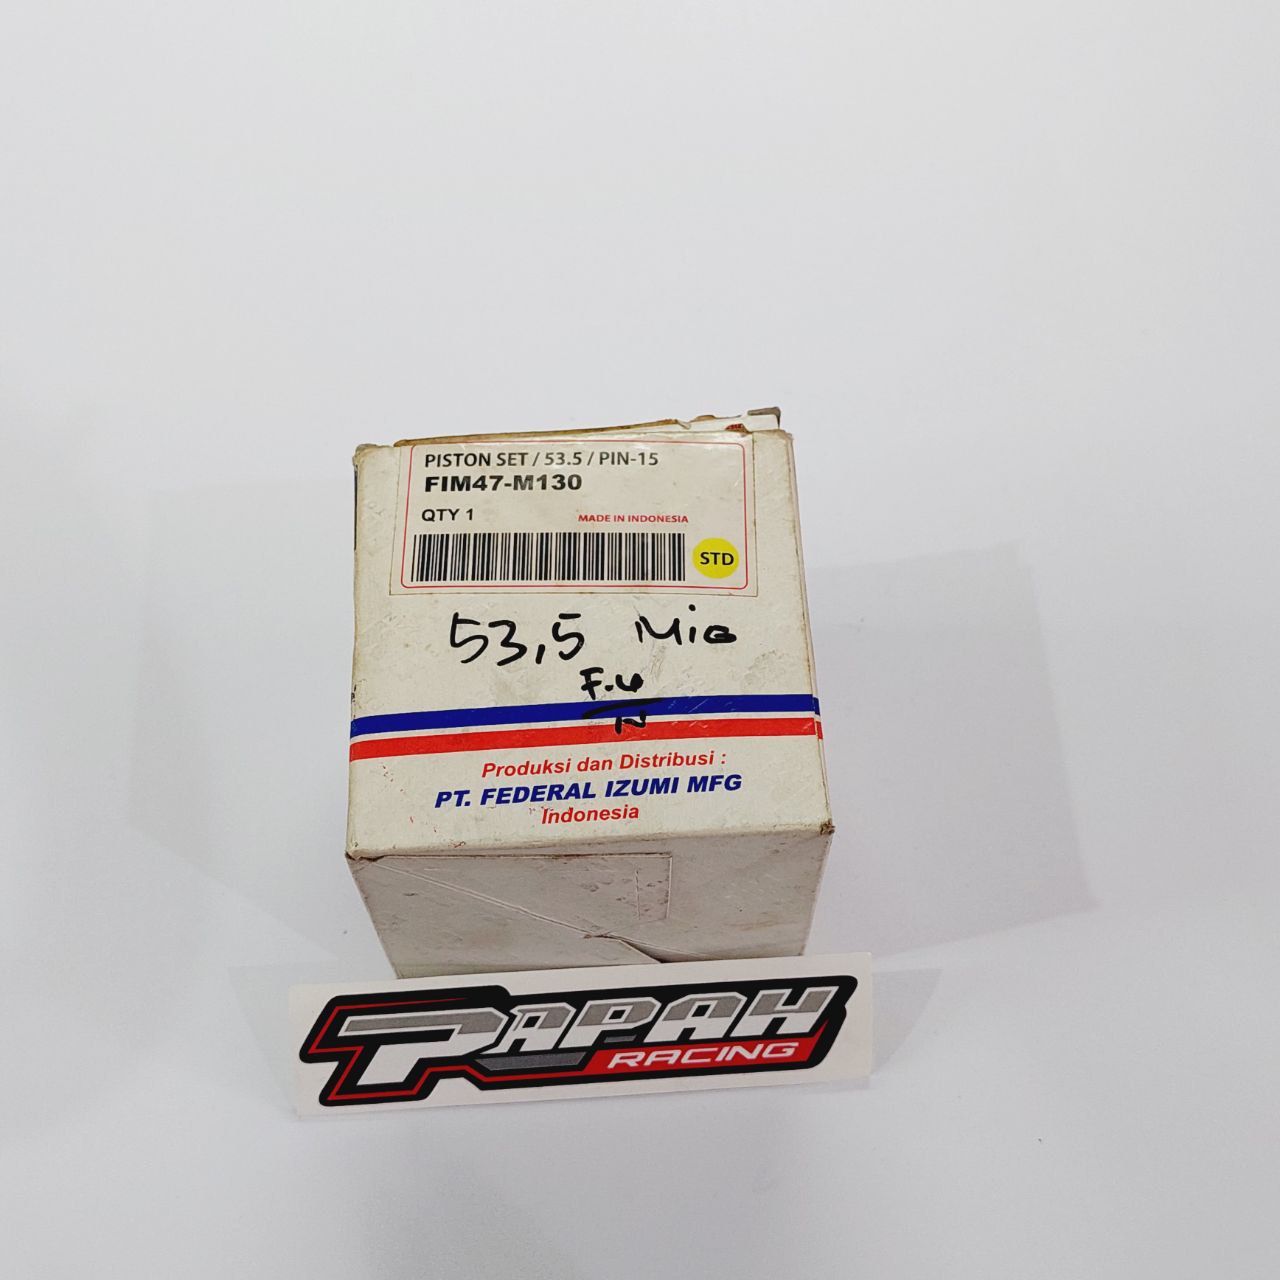 PISTON SET / 53.5 / PIN-15
FIM47-M130
QTY 1
MADE IN INDONESIA
STD
53,5 Mio
N
Produksi dan Distribusi :
PT. FEDERAL IZUMI MFG
Indonesia
PAPAH
RACING